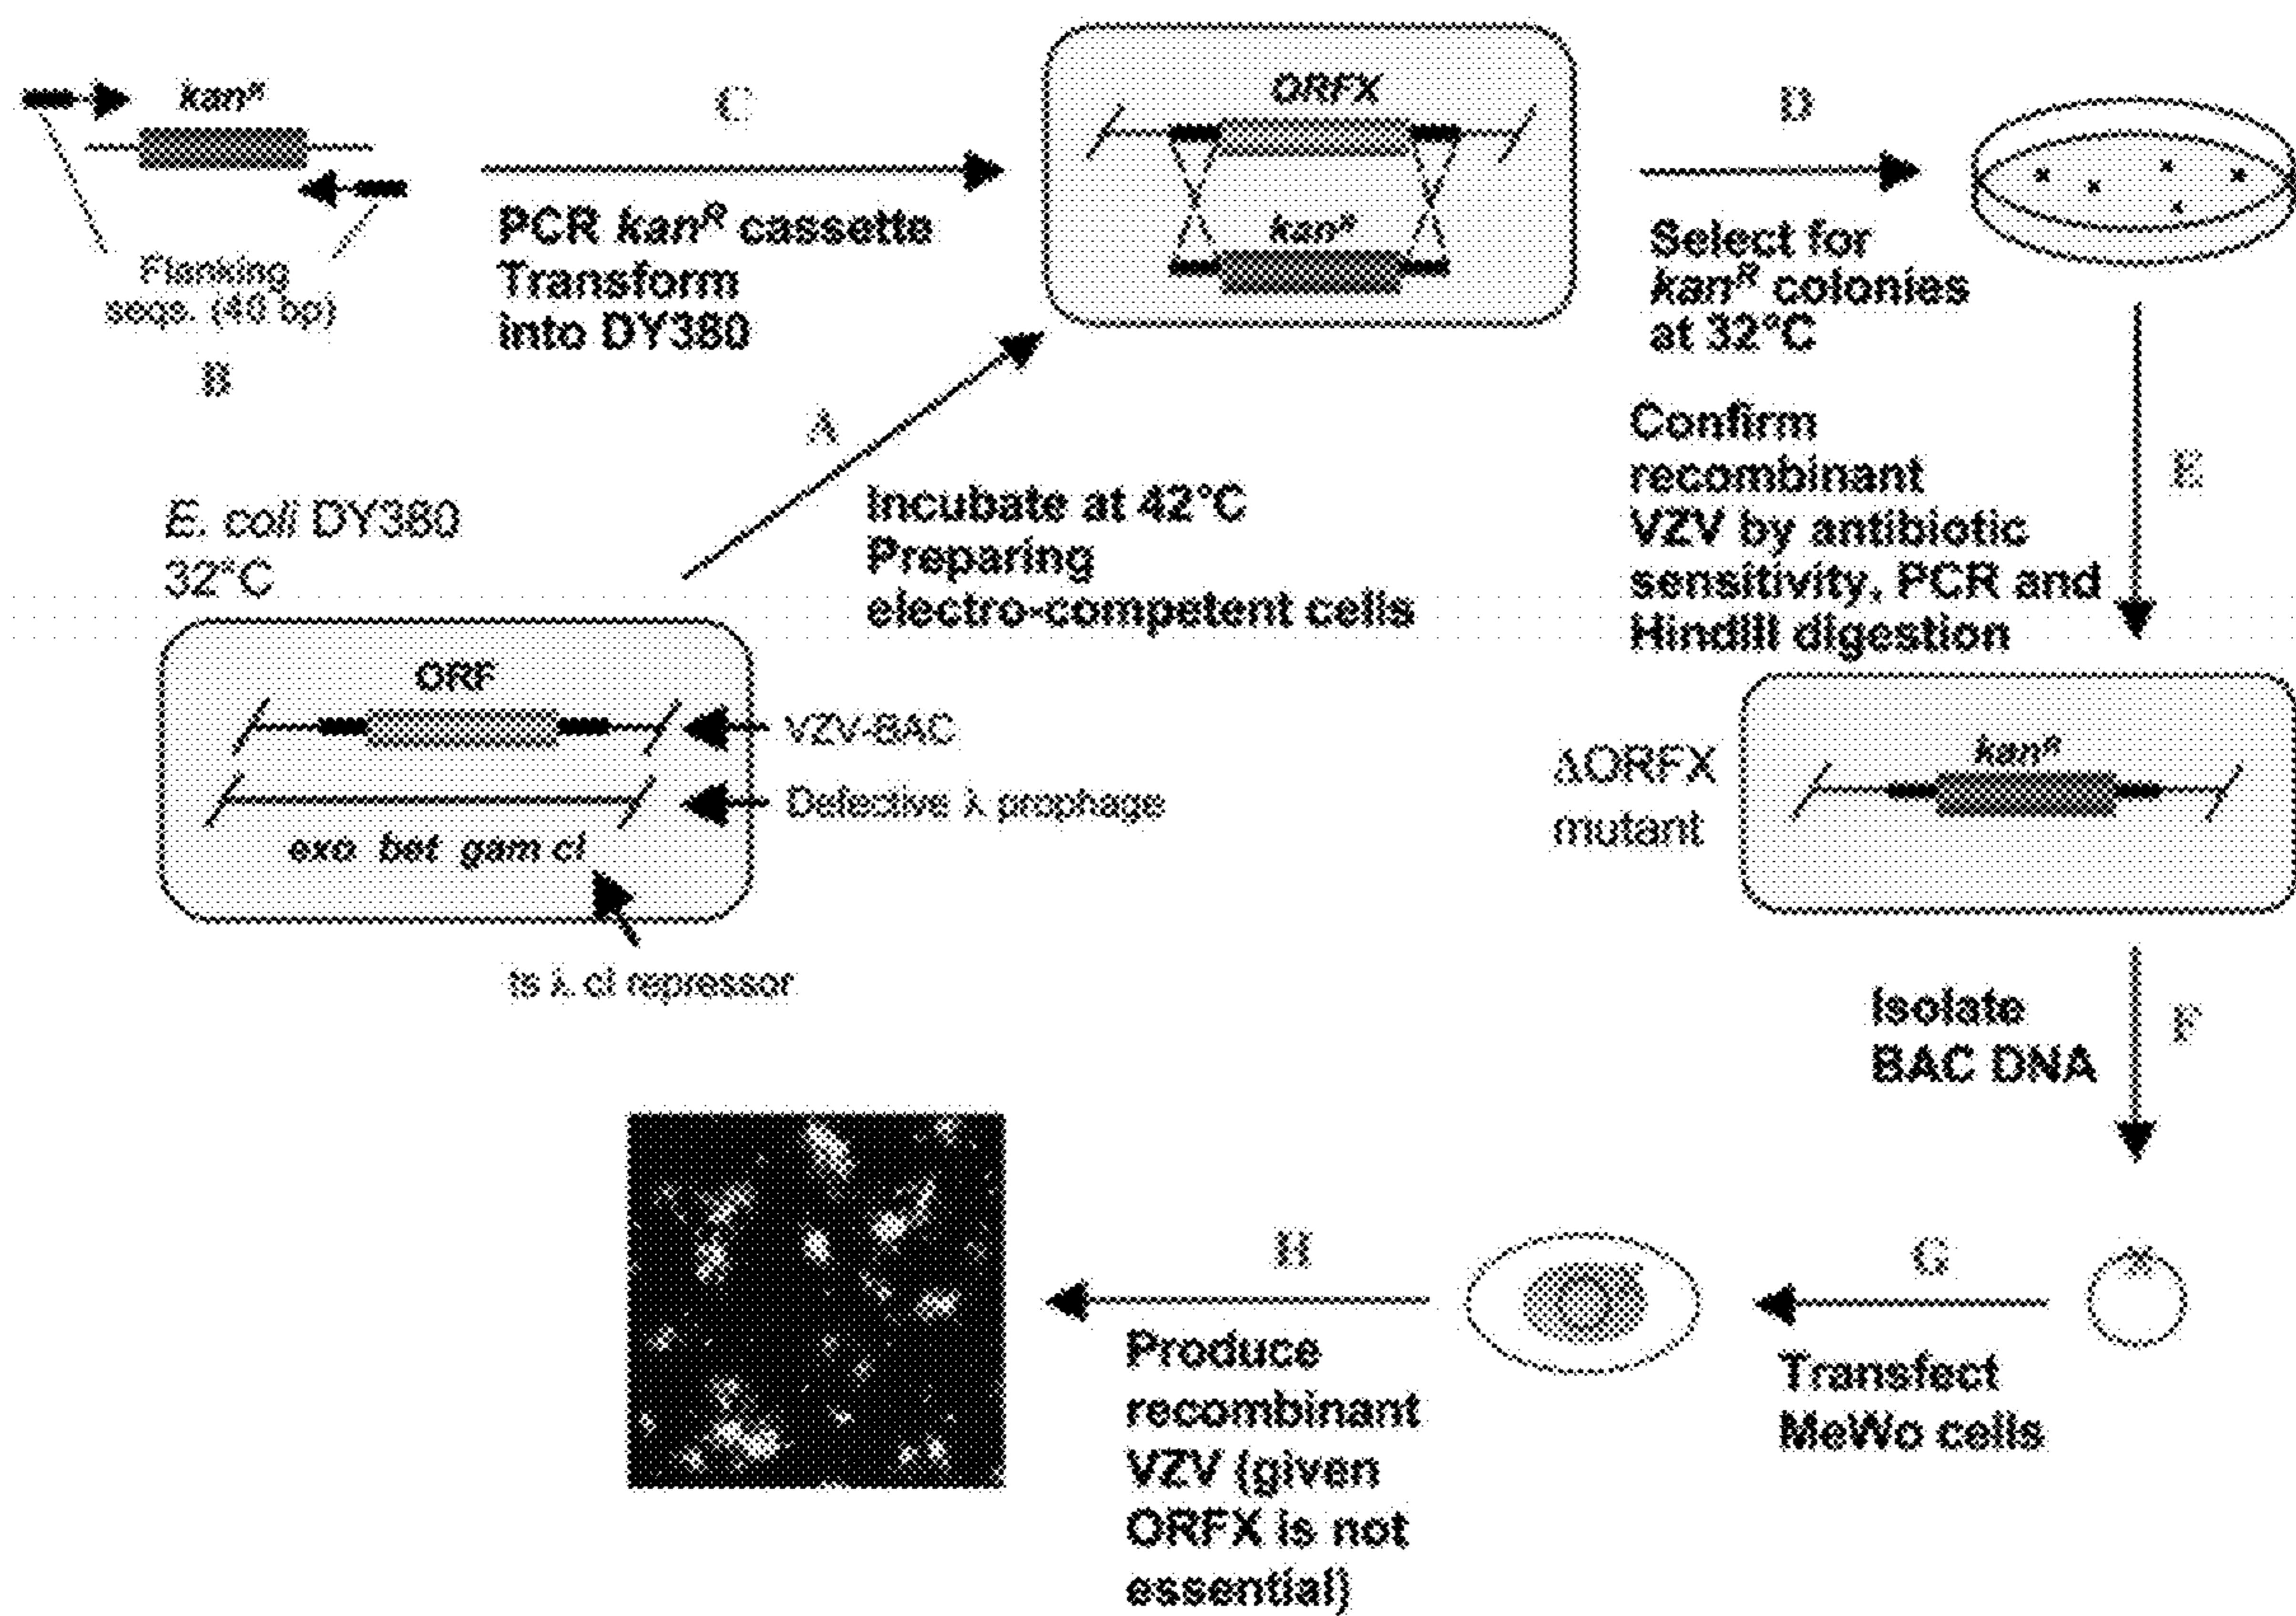 kanR
Flanking
seqs. (40 bp)
B
C
PCR kanR cassette
Transform
into DY380
ORFX
kanR
D
Select for
kanR colonies
at 32°C
A
Incubate at 42°C
Preparing
electro-competent cells
E. coli DY380
32°C
ORF
VZV-BAC
Defective λ prophage
exo bet gam cI
ts λ cI repressor
Confirm
recombinant
VZV by antibiotic
sensitivity, PCR and
HindIII digestion
E
ΔORFX
mutant
kanR
Isolate
BAC DNA
F
G
Transfect
MeWo cells
H
Produce
recombinant
VZV (given
ORFX is not
essential)